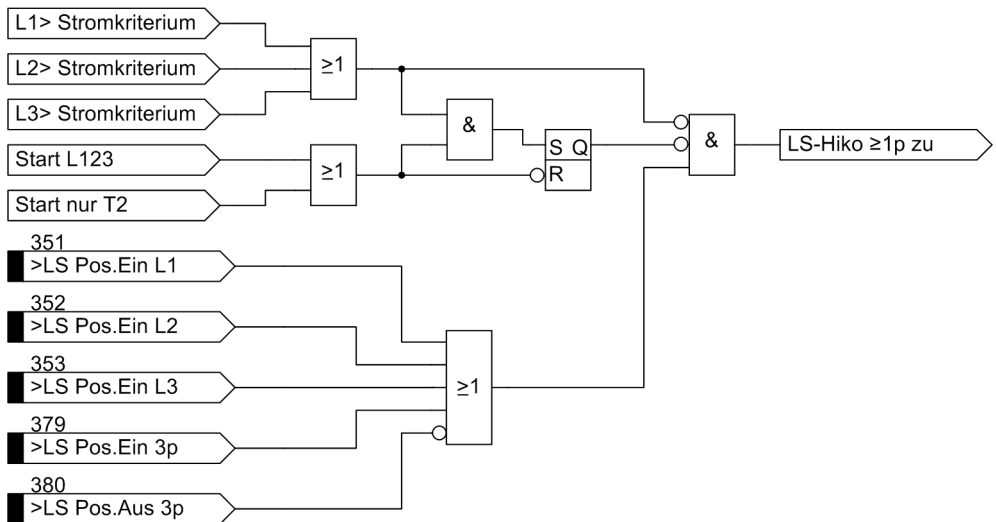 L1> Stromkriterium
L2> Stromkriterium
L3> Stromkriterium
≥1
&
Start L123
Start nur T2
≥1
S Q
R
&
LS-Hiko ≥1p zu
351
>LS Pos.Ein L1
352
>LS Pos.Ein L2
353
>LS Pos.Ein L3
379
>LS Pos.Ein 3p
380
>LS Pos.Aus 3p
≥1